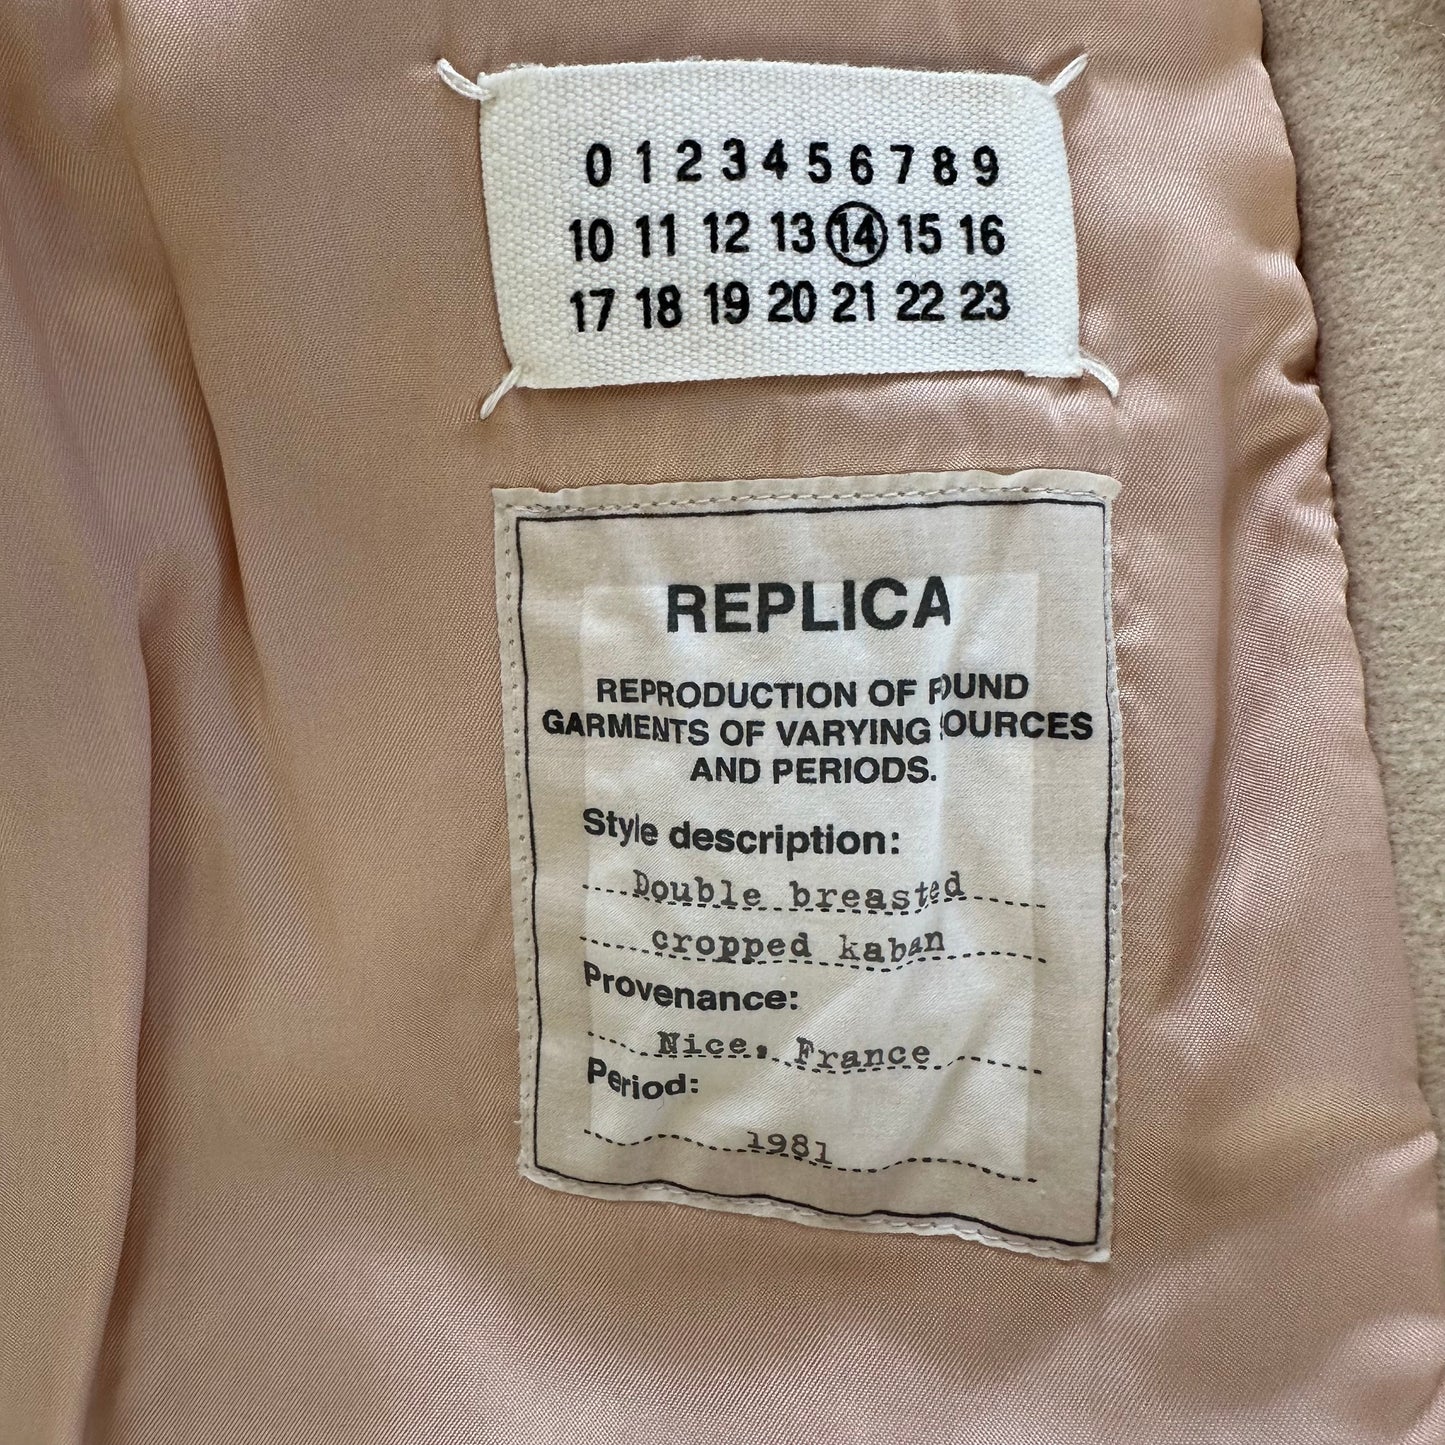 0 1 2 3 4 5 6 7 8 9
10 11 12 13 14 15 16
17 18 19 20 21 22 23
REPLICA
REPRODUCTION OF FOUND
GARMENTS OF VARYING SOURCES
AND PERIODS.
Style description:
Double breasted
cropped kaban
Provenance:
Nice, France
Period:
1981